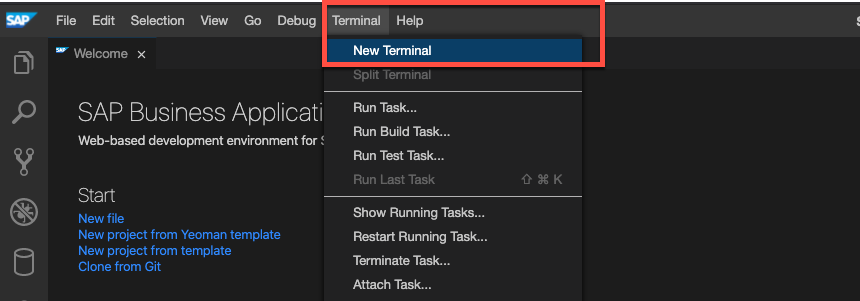 SAP File Edit Selection View Go Debug Terminal Help
Welcome
New Terminal
Split Terminal
SAP Business Applicati
Web-based development environment for
Run Task...
Run Build Task...
Run Test Task...
Run Last Task ⇧ ⌘ K
Start
New file
New project from Yeoman template
New project from template
Clone from Git
Show Running Tasks...
Restart Running Task...
Terminate Task...
Attach Task...